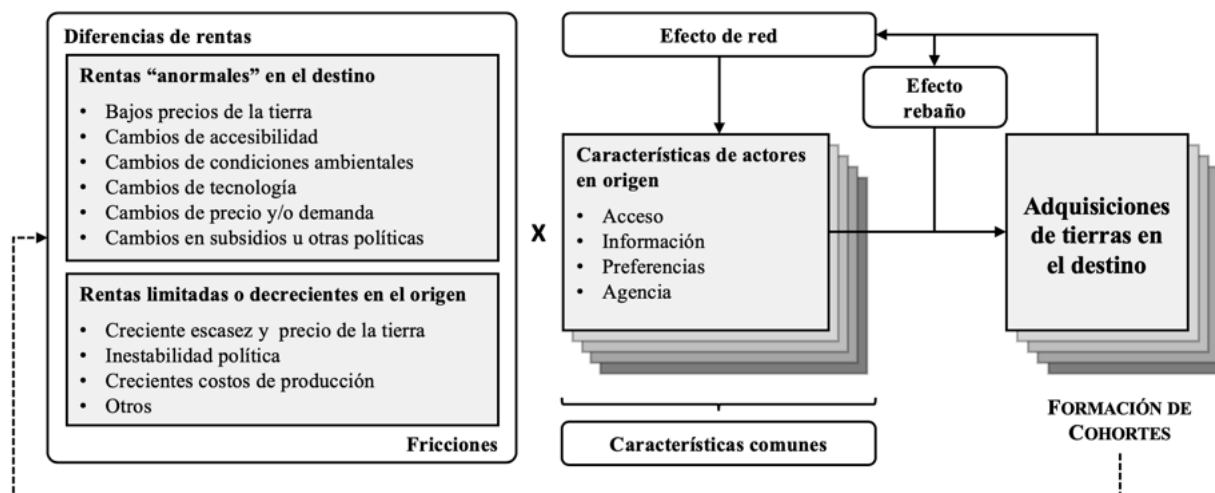 Diferencias de rentas
Rentas “anormales” en el destino
• Bajos precios de la tierra
• Cambios de accesibilidad
• Cambios de condiciones ambientales
• Cambios de tecnología
• Cambios de precio y/o demanda
• Cambios en subsidios u otras políticas
Rentas limitadas o decrecientes en el origen
• Creciente escasez y precio de la tierra
• Inestabilidad política
• Crecientes costos de producción
• Otros
Fricciones
X
Efecto de red
Efecto
rebaño
Características de actores
en origen
• Acceso
• Información
• Preferencias
• Agencia
Características comunes
Adquisiciones
de tierras en
el destino
FORMACIÓN DE
COHORTES